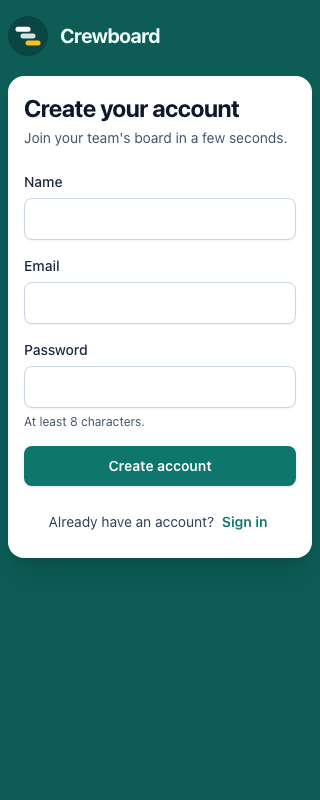 Crewboard
Create your account
Join your team's board in a few seconds.
Name
Email
Password
At least 8 characters.
Create account
Already have an account? Sign in